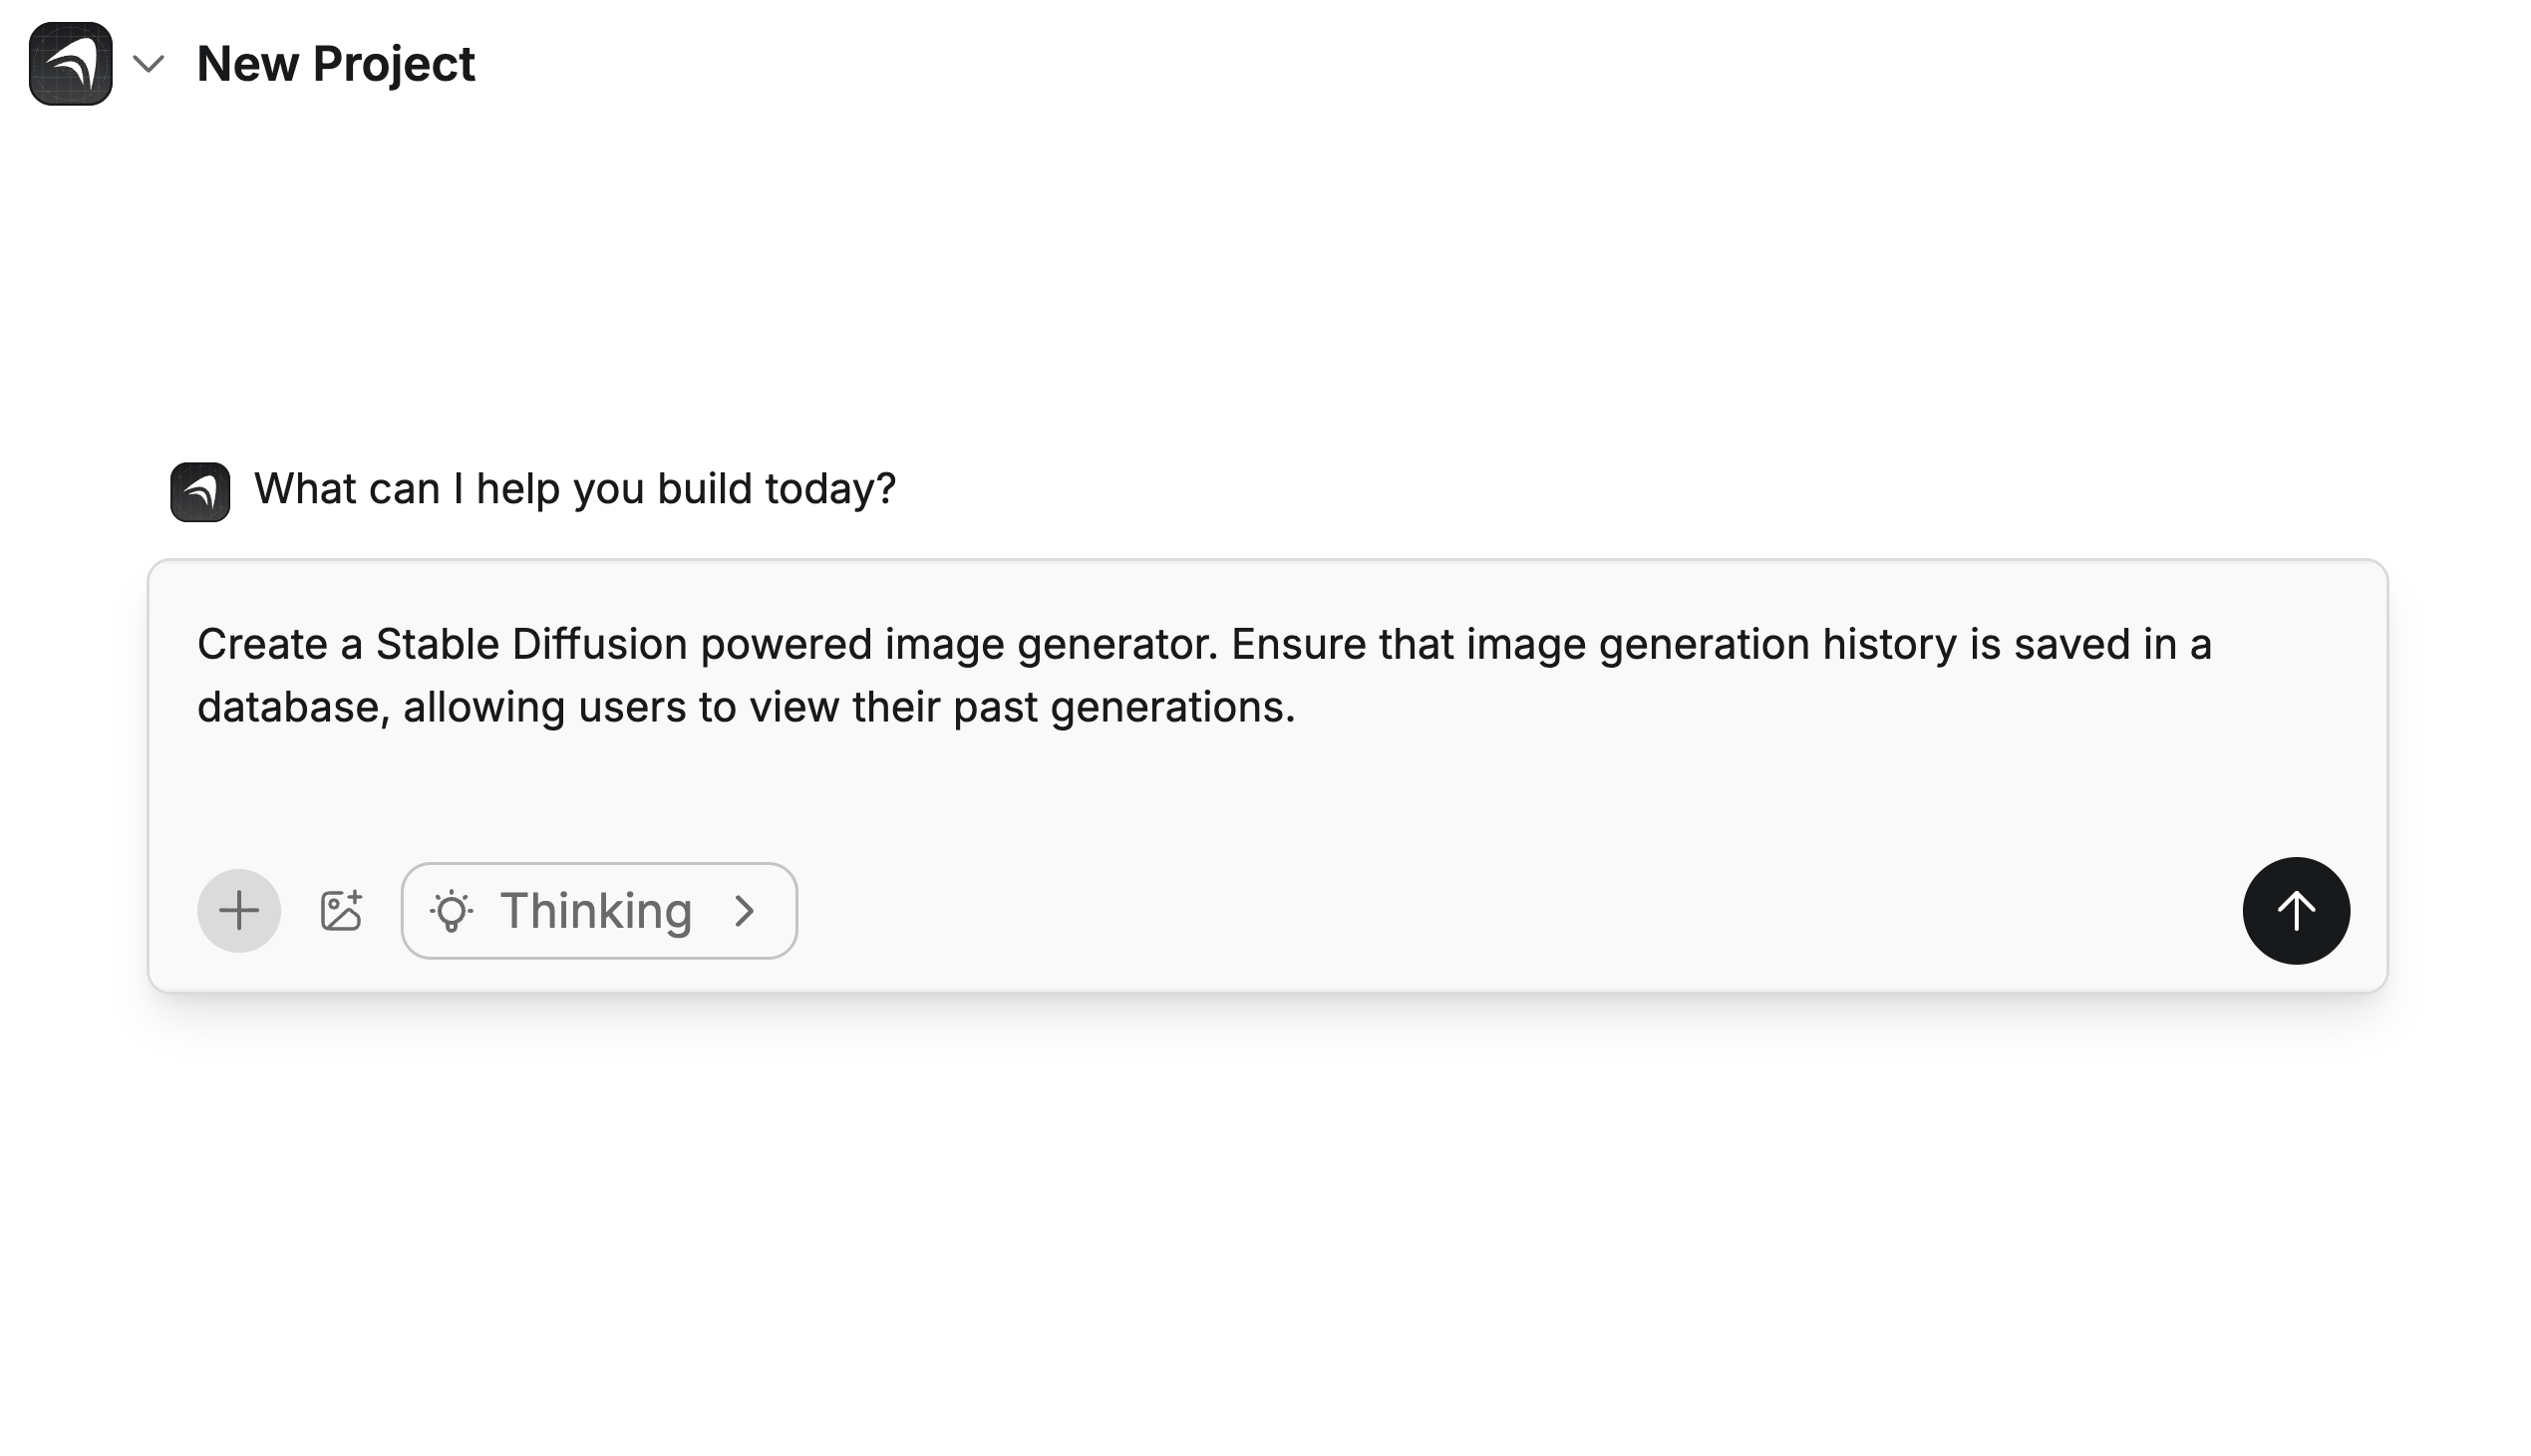 New Project
What can I help you build today?
Create a Stable Diffusion powered image generator. Ensure that image generation history is saved in a
database, allowing users to view their past generations.
Thinking